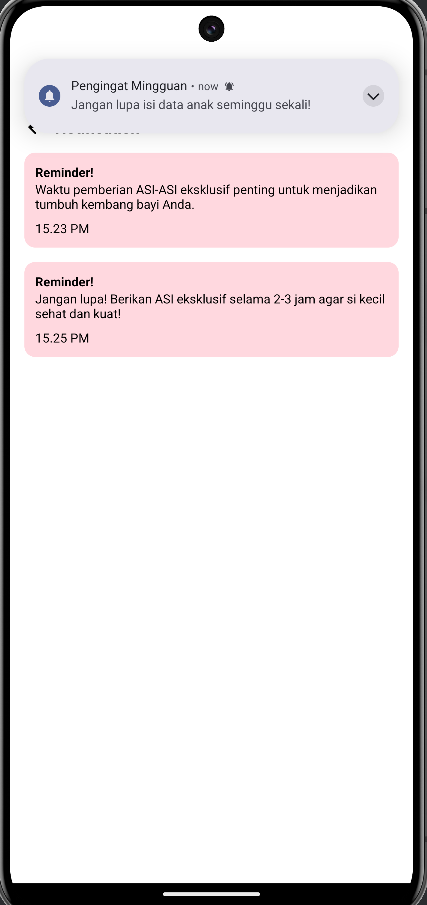 Pengingat Mingguan • now
Jangan lupa isi data anak seminggu sekali!
Reminder!
Waktu pemberian ASI-ASI eksklusif penting untuk menjadikan
tumbuh kembang bayi Anda.
15.23 PM
Reminder!
Jangan lupa! Berikan ASI eksklusif selama 2-3 jam agar si kecil
sehat dan kuat!
15.25 PM